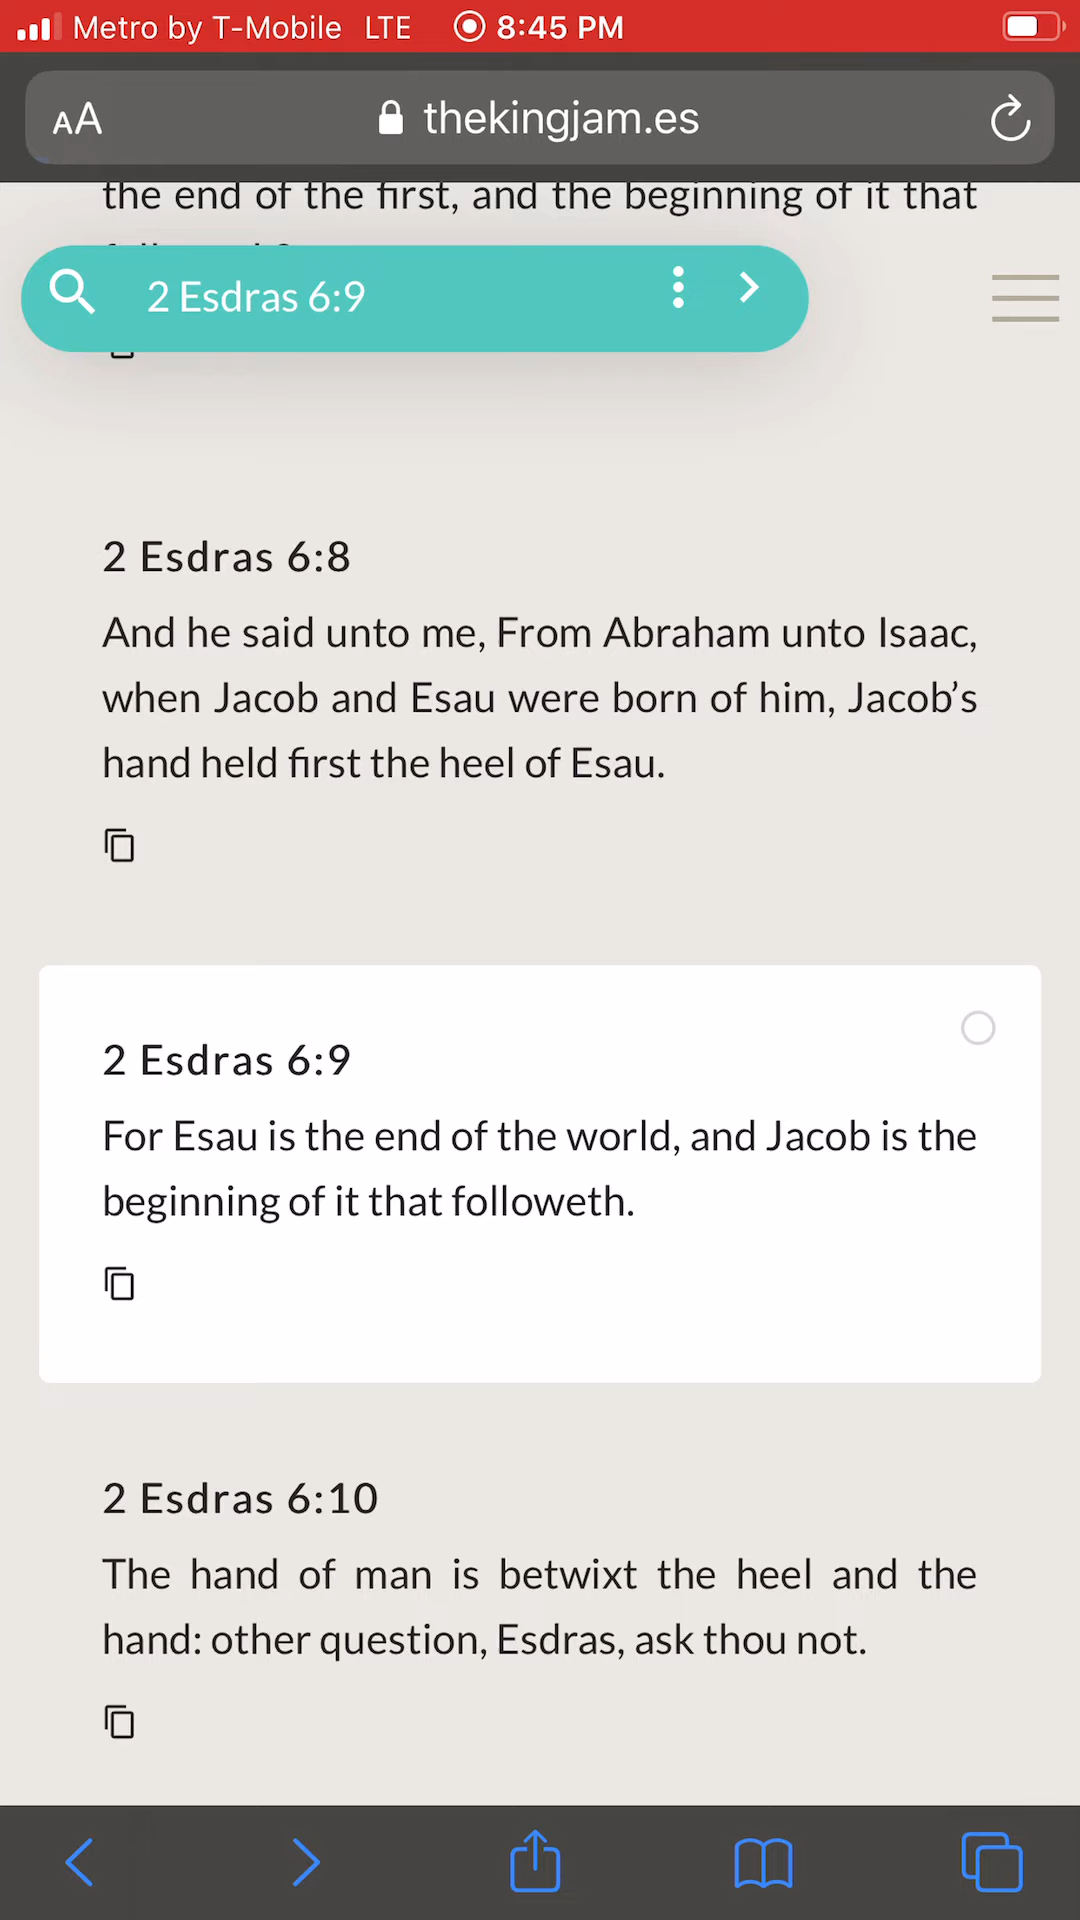 Metro by T-Mobile LTE 8:45 PM
AA thekingjam.es
the end of the first, and the beginning of it that
2 Esdras 6:9
2 Esdras 6:8
And he said unto me, From Abraham unto Isaac,
when Jacob and Esau were born of him, Jacob’s
hand held first the heel of Esau.
2 Esdras 6:9
For Esau is the end of the world, and Jacob is the
beginning of it that followeth.
2 Esdras 6:10
The hand of man is betwixt the heel and the
hand: other question, Esdras, ask thou not.